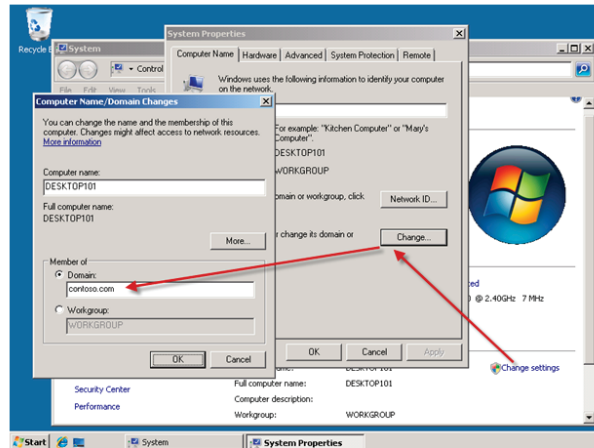 Recycle
System Properties
System
Computer Name
Hardware
Advanced
System Protection
Remote
Control
File Edit View Tools
Windows uses the following information to identify your computer
on the network.
Computer Name/Domain Changes
You can change the name and the membership of this
computer. Changes might affect access to network resources.
More information
For example: "Kitchen Computer" or "Mary's
Computer".
DESKTOP101
WORKGROUP
Computer name:
DESKTOP101
Full computer name:
DESKTOP101
omain or workgroup, click
Network ID...
r change its domain or
Change...
More...
Member of
Domain:
contoso.com
Workgroup:
WORKGROUP
@ 2.40GHz 7 MHz
OK
Cancel
OK
Cancel
Apply
DESKTOP101
Change settings
Security Center
Full computer name:
DESKTOP101
Performance
Computer description:
Workgroup:
WORKGROUP
Start
System
System Properties